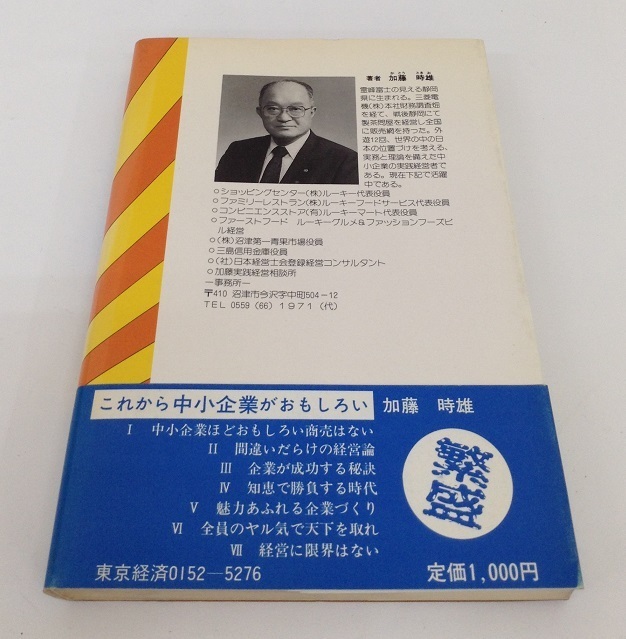 著者 加藤 時雄
霊峰富士の見える静岡
県に生まれる。三菱電
機(株)本社財務調査畑
を経て、戦後静岡にて
製茶問屋を経営し全国
に販売網を持った。外
遊12回、世界の中の日
本の位置づけを考える、
実務と理論を備えた中
小企業の実践経営者で
ある。現在下記で活躍
中である。
○ショッピングセンター(株)ルーキー代表役員
○ファミリーレストラン(株)ルーキーフードサービス代表役員
○コンビニエンスストア(有)ルーキーマート代表役員
○ファーストフード ルーキーグルメ&ファッションフーズビ
ル経営
○(株)沼津第一青果市場役員
○三島信用金庫役員
○(社)日本経営士会登録経営コンサルタント
○加藤実践経営相談所
—事務所—
〒410 沼津市今沢字中町504-12
TEL 0559 (66) 1971 (代)
これから中小企業がおもしろい 加藤 時雄
I 中小企業ほどおもしろい商売はない
II 間違いだらけの経営論
III 企業が成功する秘訣
IV 知恵で勝負する時代
V 魅力あふれる企業づくり
VI 全員のヤル気で天下を取れ
VII 経営に限界はない
繁盛
東京経済0152—5276
定価1,000円